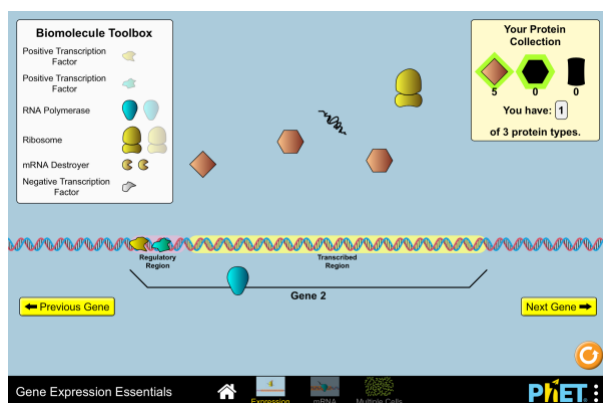 Biomolecule Toolbox
Positive Transcription
Factor
Positive Transcription
Factor
RNA Polymerase
Ribosome
mRNA Destroyer
Negative Transcription
Factor
Your Protein
Collection
5
0
0
You have: 1
of 3 protein types.
Regulatory
Region
Transcribed
Region
Gene 2
Previous Gene
Next Gene
Gene Expression Essentials
Expression
mRNA
Multiple Cells
PhET